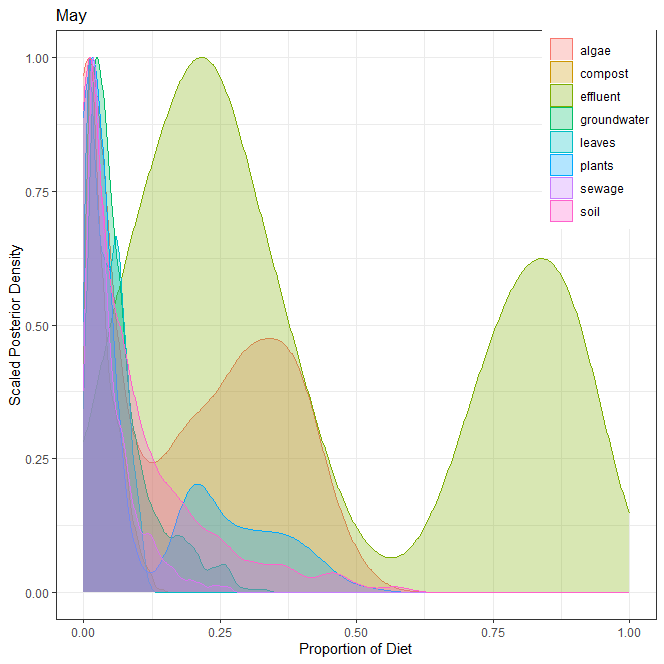 May
algae
compost
effluent
groundwater
leaves
plants
sewage
soil
1.00
0.75
0.50
0.25
0.00
Scaled Posterior Density
0.00 0.25 0.50 0.75 1.00
Proportion of Diet